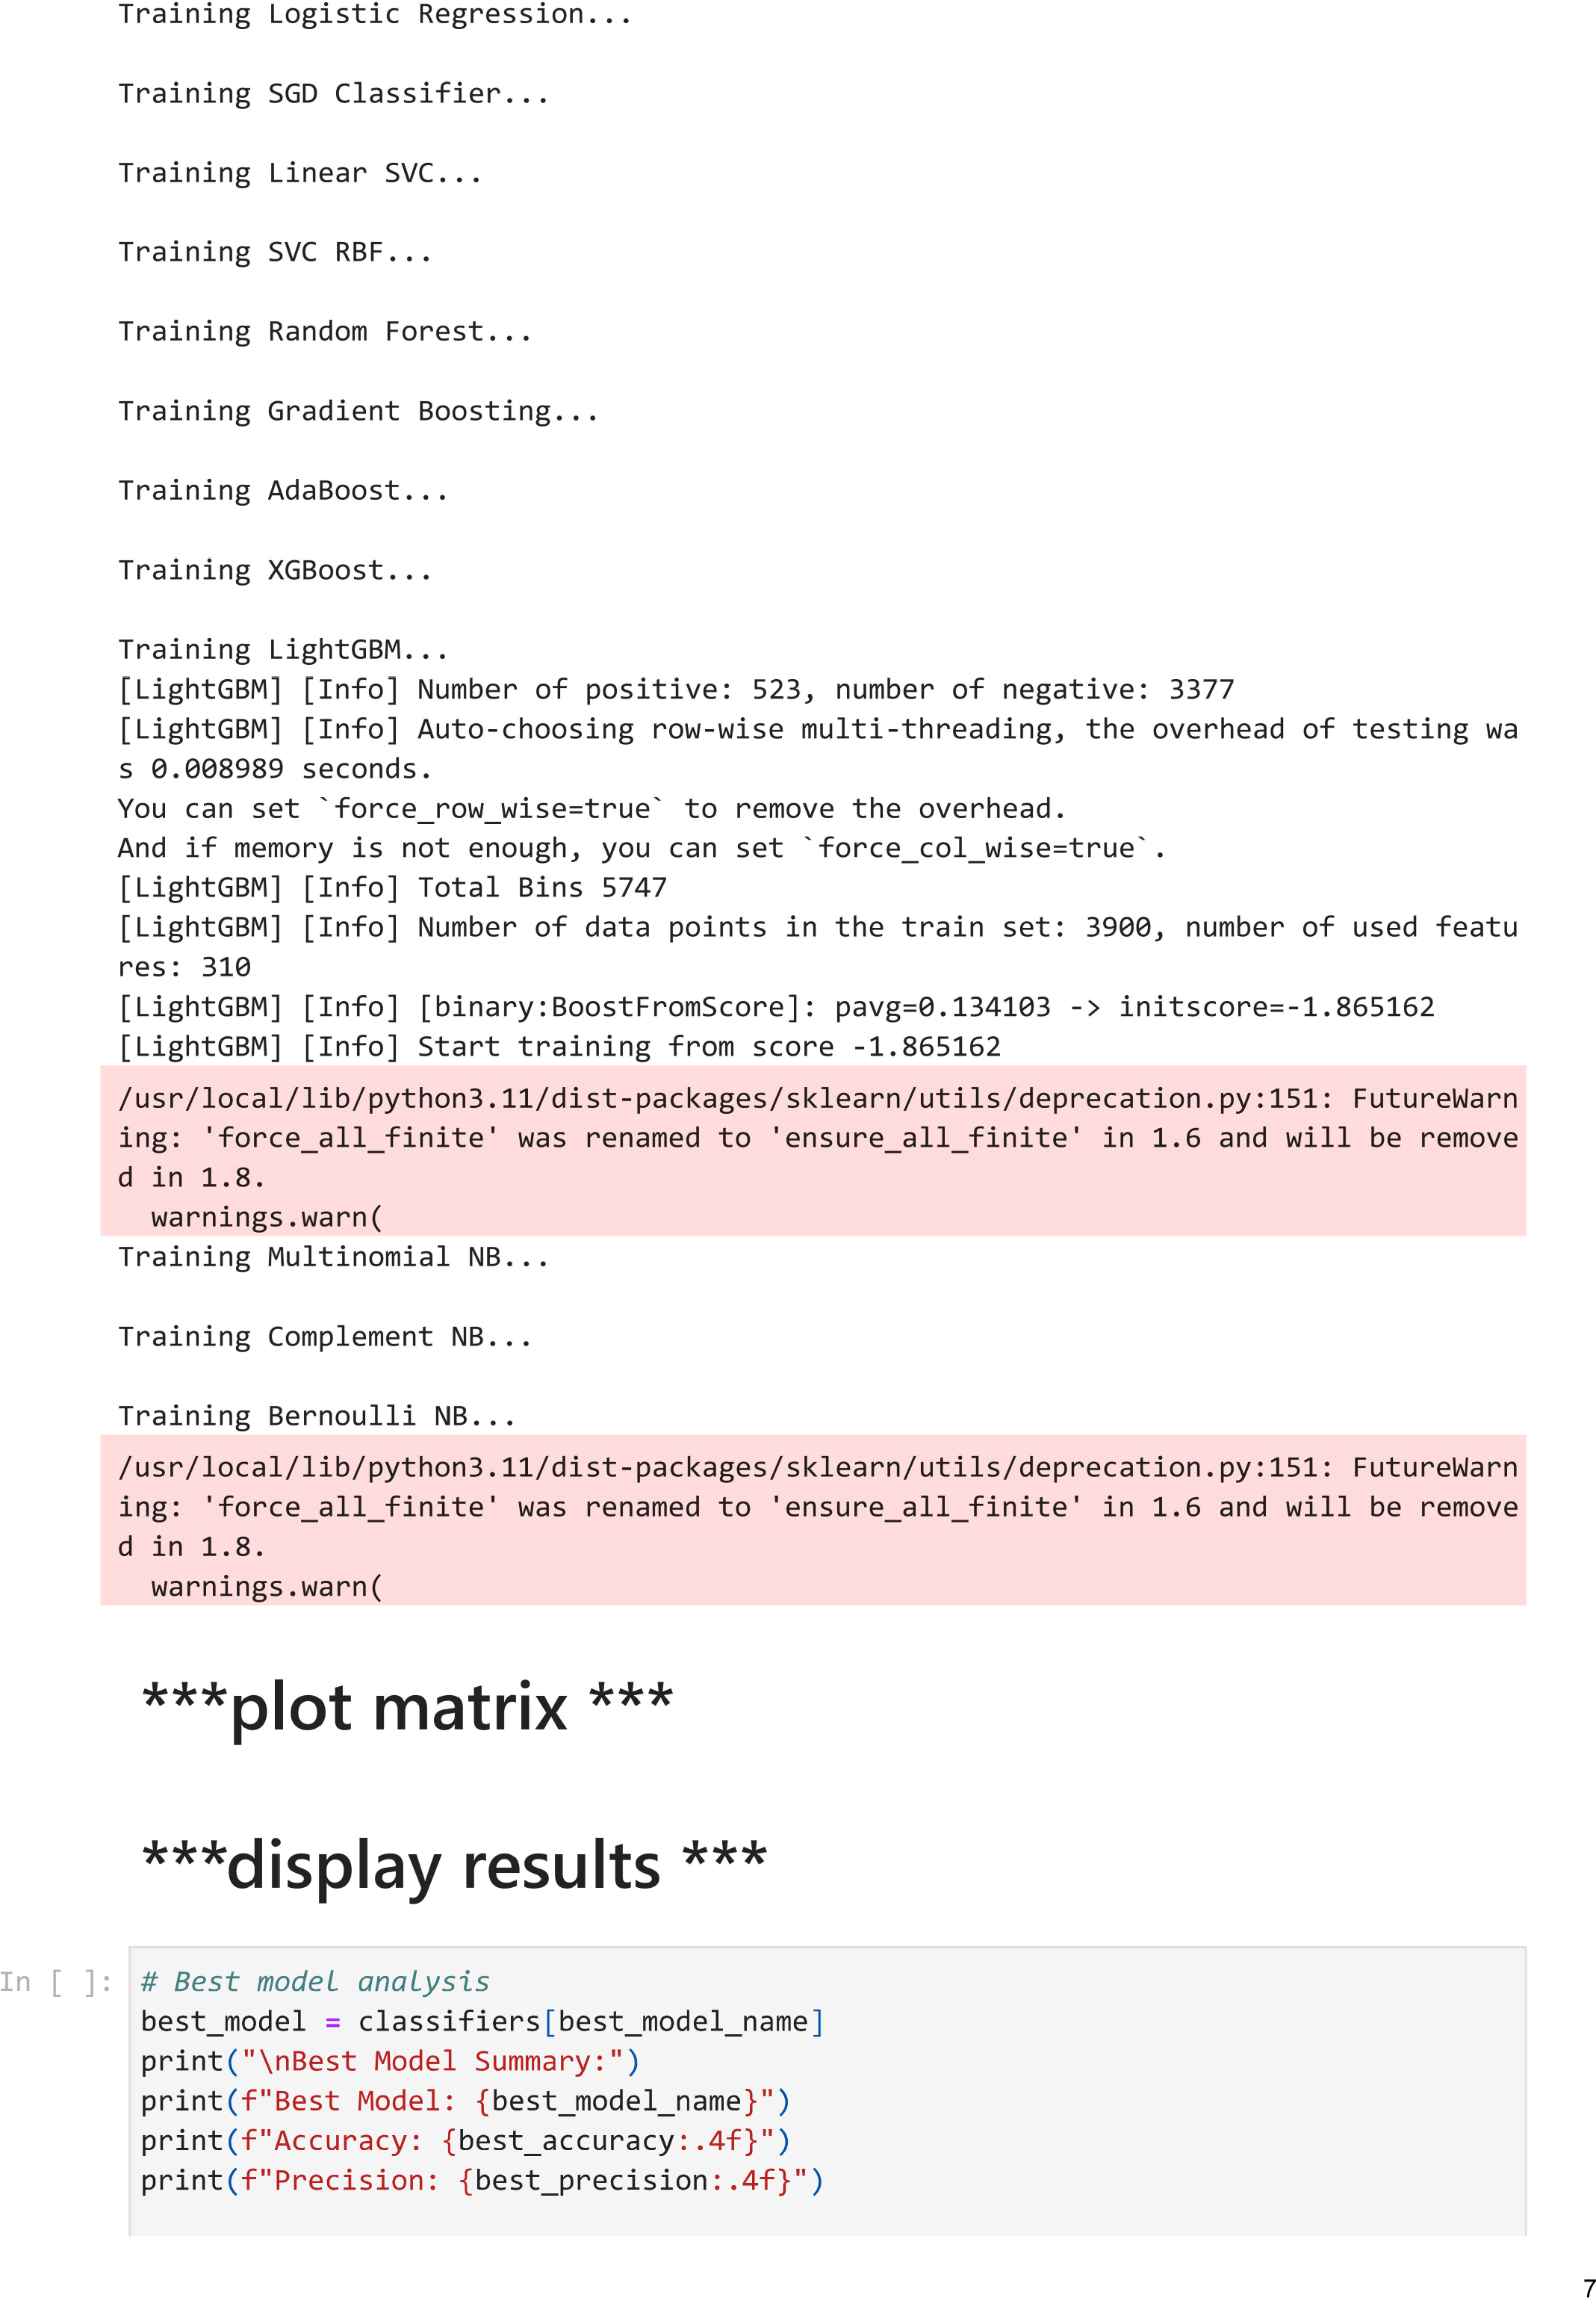 Training Logistic Regression...
Training SGD Classifier...
Training Linear SVC...
Training SVC RBF...
Training Random Forest...
Training Gradient Boosting...
Training AdaBoost...
Training XGBoost...
Training LightGBM...
[LightGBM] [Info] Number of positive: 523, number of negative: 3377
[LightGBM] [Info] Auto-choosing row-wise multi-threading, the overhead of testing wa
s 0.008989 seconds.
You can set `force_row_wise=true` to remove the overhead.
And if memory is not enough, you can set `force_col_wise=true`.
[LightGBM] [Info] Total Bins 5747
[LightGBM] [Info] Number of data points in the train set: 3900, number of used featu
res: 310
[LightGBM] [Info] [binary:BoostFromScore]: pavg=0.134103 -> initscore=-1.865162
[LightGBM] [Info] Start training from score -1.865162
/usr/local/lib/python3.11/dist-packages/sklearn/utils/deprecation.py:151: FutureWarn
ing: 'force_all_finite' was renamed to 'ensure_all_finite' in 1.6 and will be remove
d in 1.8.
  warnings.warn(
Training Multinomial NB...
Training Complement NB...
Training Bernoulli NB...
/usr/local/lib/python3.11/dist-packages/sklearn/utils/deprecation.py:151: FutureWarn
ing: 'force_all_finite' was renamed to 'ensure_all_finite' in 1.6 and will be remove
d in 1.8.
  warnings.warn(
***plot matrix ***
***display results ***
In [ ]: # Best model analysis
best_model = classifiers[best_model_name]
print("\nBest Model Summary:")
print(f"Best Model: {best_model_name}")
print(f"Accuracy: {best_accuracy:.4f}")
print(f"Precision: {best_precision:.4f}")
7